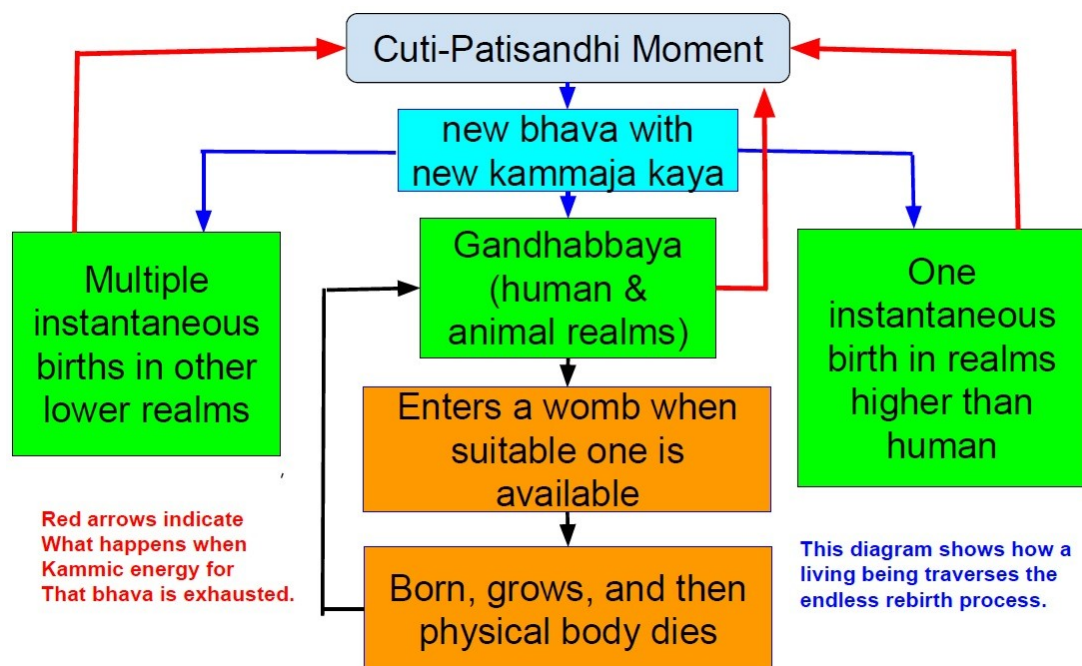 Cuti-Patisandhi Moment
new bhava with
new kammaja kaya
Multiple
instantaneous
births in other
lower realms
Gandhabbaya
(human &
animal realms)
One
instantaneous
birth in realms
higher than
human
Enters a womb when
suitable one is
available
Born, grows, and then
physical body dies
Red arrows indicate
What happens when
Kammic energy for
That bhava is exhausted.
This diagram shows how a
living being traverses the
endless rebirth process.